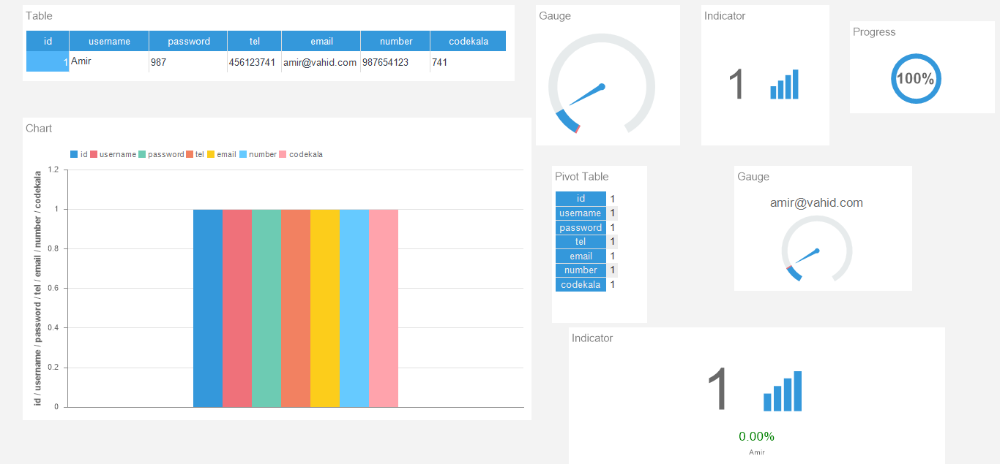 Table
id username password tel email number codekala
1 Amir 987 456123741 amir@vahid.com 987654123 741
Gauge
Indicator
1
Progress
100%
Chart
id username password tel email number codekala
id / username / password / tel / email / number / codekala
1.2
1
0.8
0.6
0.4
0.2
0
Pivot Table
id 1
username 1
password 1
tel 1
email 1
number 1
codekala 1
Gauge
amir@vahid.com
Indicator
1
0.00%
Amir